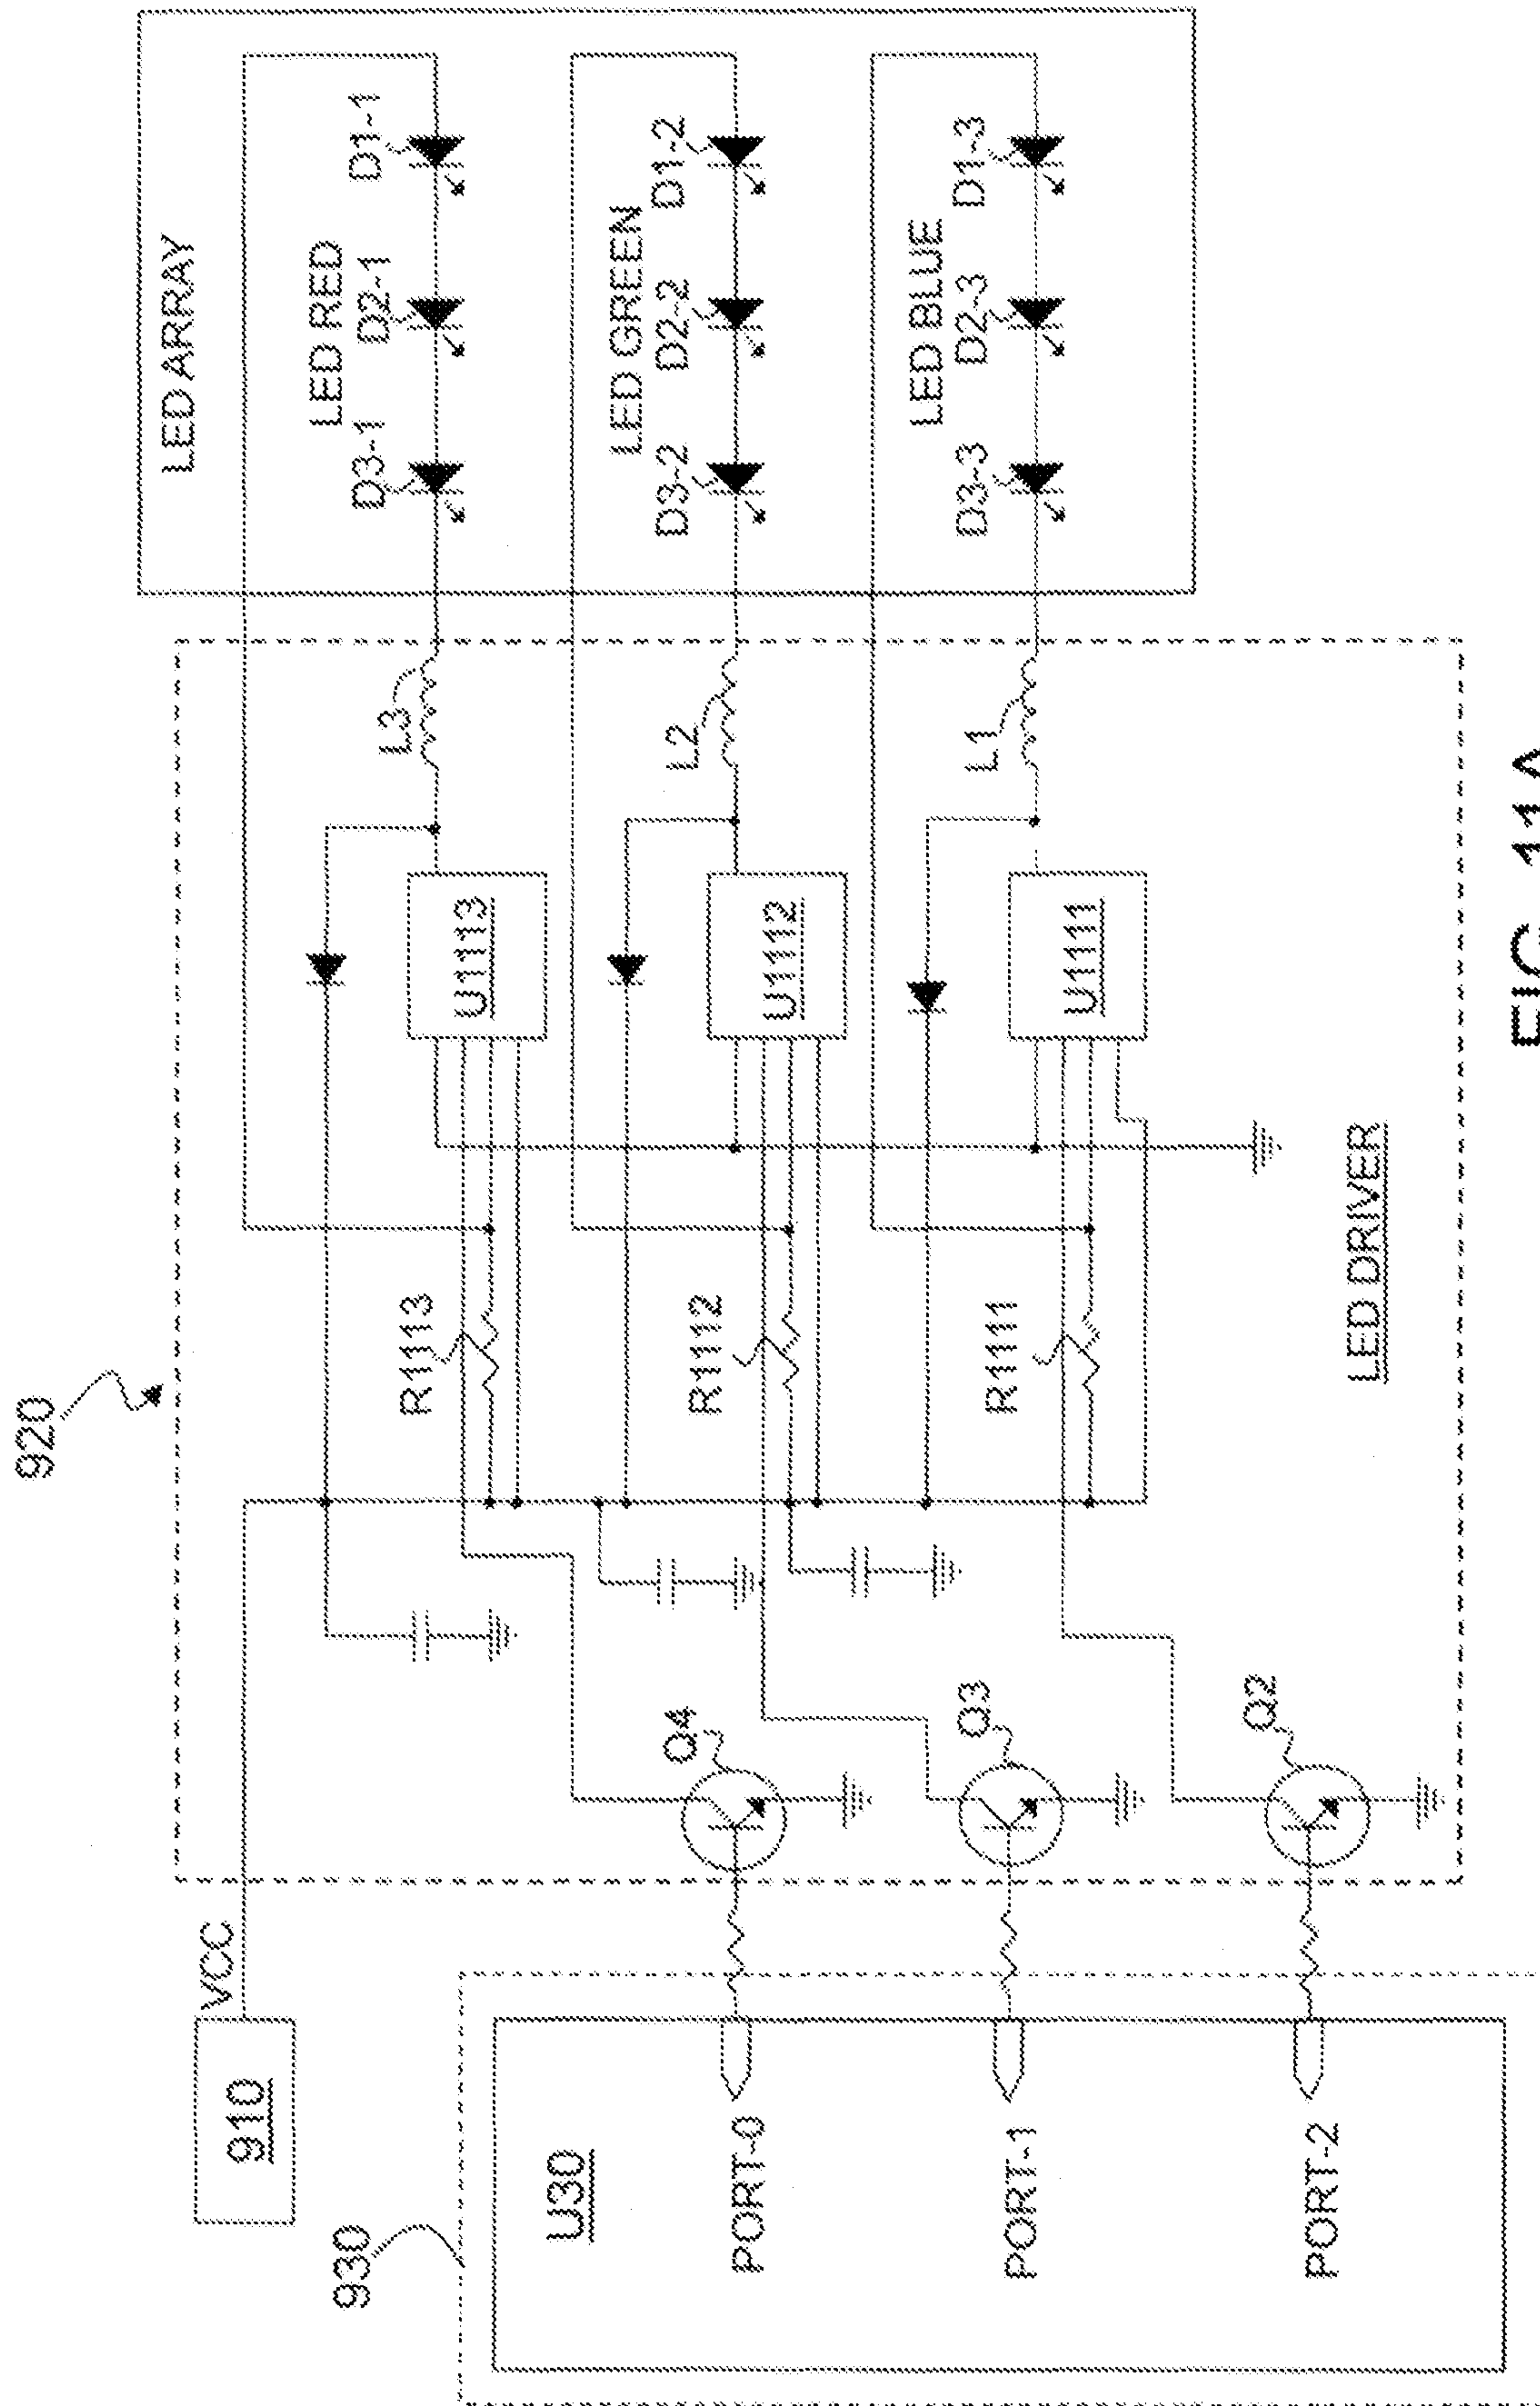 920
930
910
VCC
U30
PORT-0
PORT-1
PORT-2
Q4
Q3
Q2
R1113
R1112
R1111
U1113
U1112
U1111
L3
L2
L1
LED DRIVER
LED ARRAY
LED RED
D3-1
D2-1
D1-1
LED GREEN
D3-2
D2-2
D1-2
LED BLUE
D3-3
D2-3
D1-3
FIG. 11A